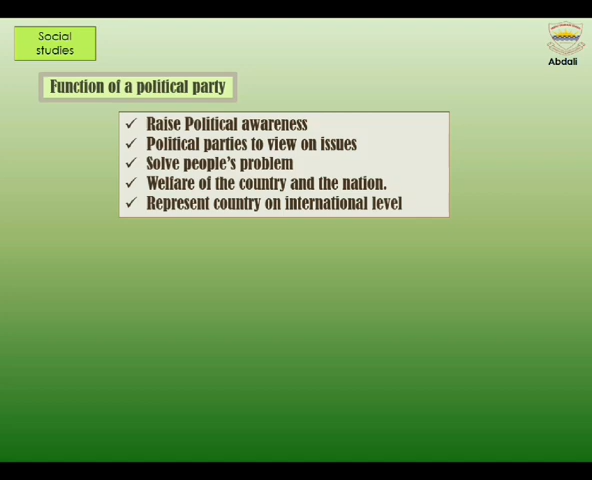 Social
studies
Abdali
Function of a political party
✓ Raise Political awareness
✓ Political parties to view on issues
✓ Solve people's problem
✓ Welfare of the country and the nation.
✓ Represent country on international level